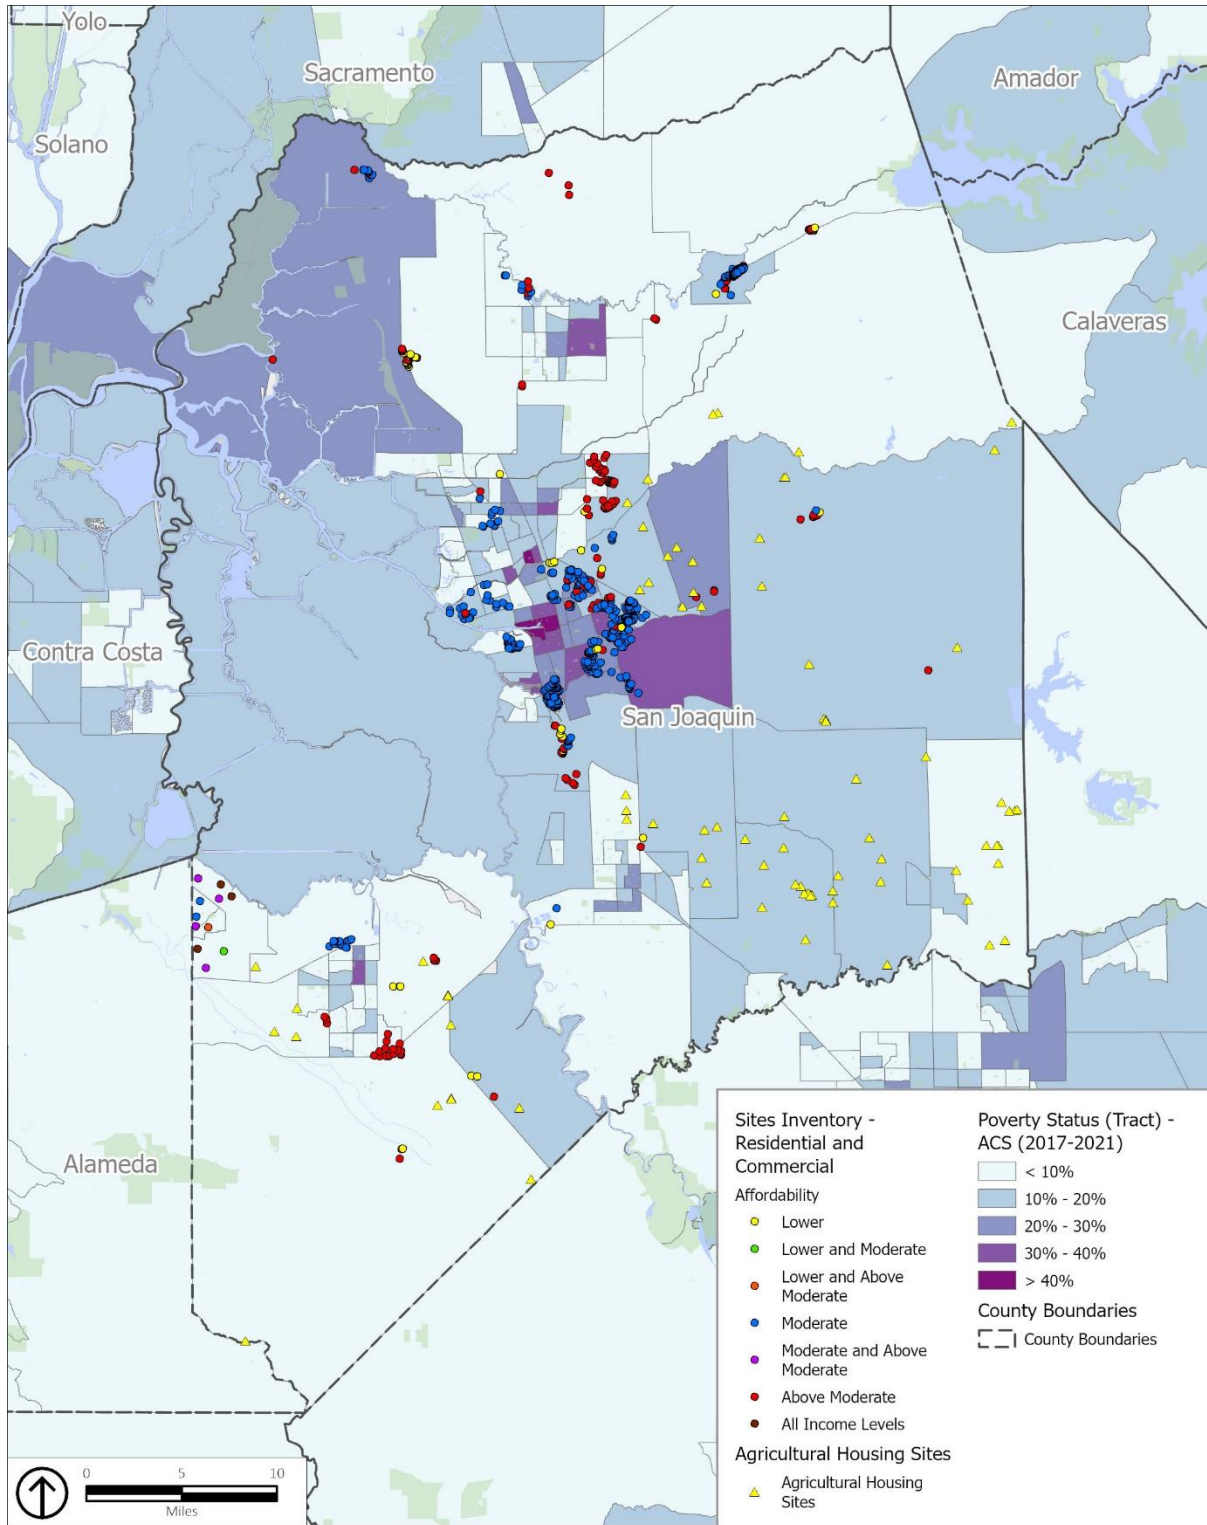 Yolo
Sacramento
Amador
Solano
Calaveras
Contra Costa
San Joaquin
Alameda
Sites Inventory -
Residential and
Commercial
Affordability
Lower
Lower and Moderate
Lower and Above
Moderate
Moderate
Moderate and Above
Moderate
Above Moderate
All Income Levels
Agricultural Housing Sites
Agricultural Housing
Sites
Poverty Status (Tract) -
ACS (2017-2021)
< 10%
10% - 20%
20% - 30%
30% - 40%
> 40%
County Boundaries
County Boundaries
0 5 10
Miles